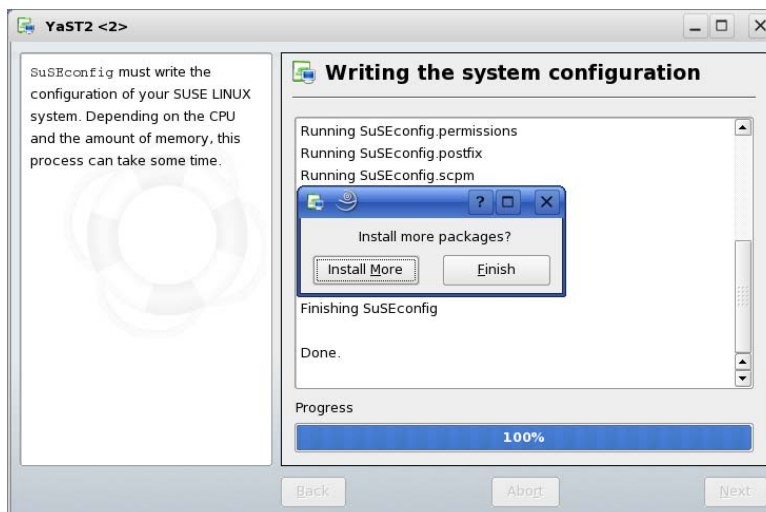 YaST2 <2>
SuSEconfig must write the
configuration of your SUSE LINUX
system. Depending on the CPU
and the amount of memory, this
process can take some time.
Writing the system configuration
Running SuSEconfig.permissions
Running SuSEconfig.postfix
Running SuSEconfig.scpm
Install more packages?
Install More
Finish
Finishing SuSEconfig
Done.
Progress
100%
Back
Abort
Next